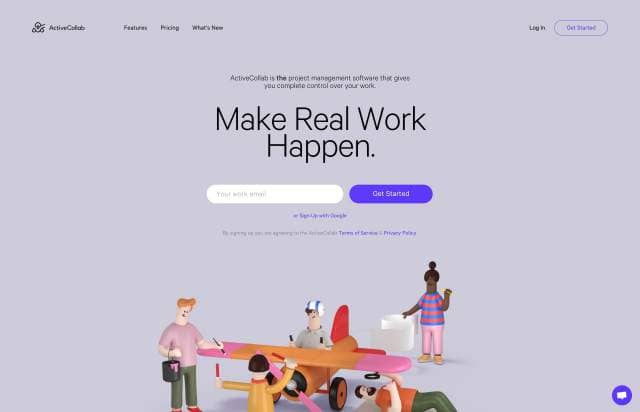 ActiveCollab
Features
Pricing
What's New
Log In
Get Started
ActiveCollab is the project management software that gives
you complete control over your work.
Make Real Work
Happen.
Your work email
Get Started
or Sign Up with Google
By signing up you are agreeing to the ActiveCollab Terms of Service & Privacy Policy